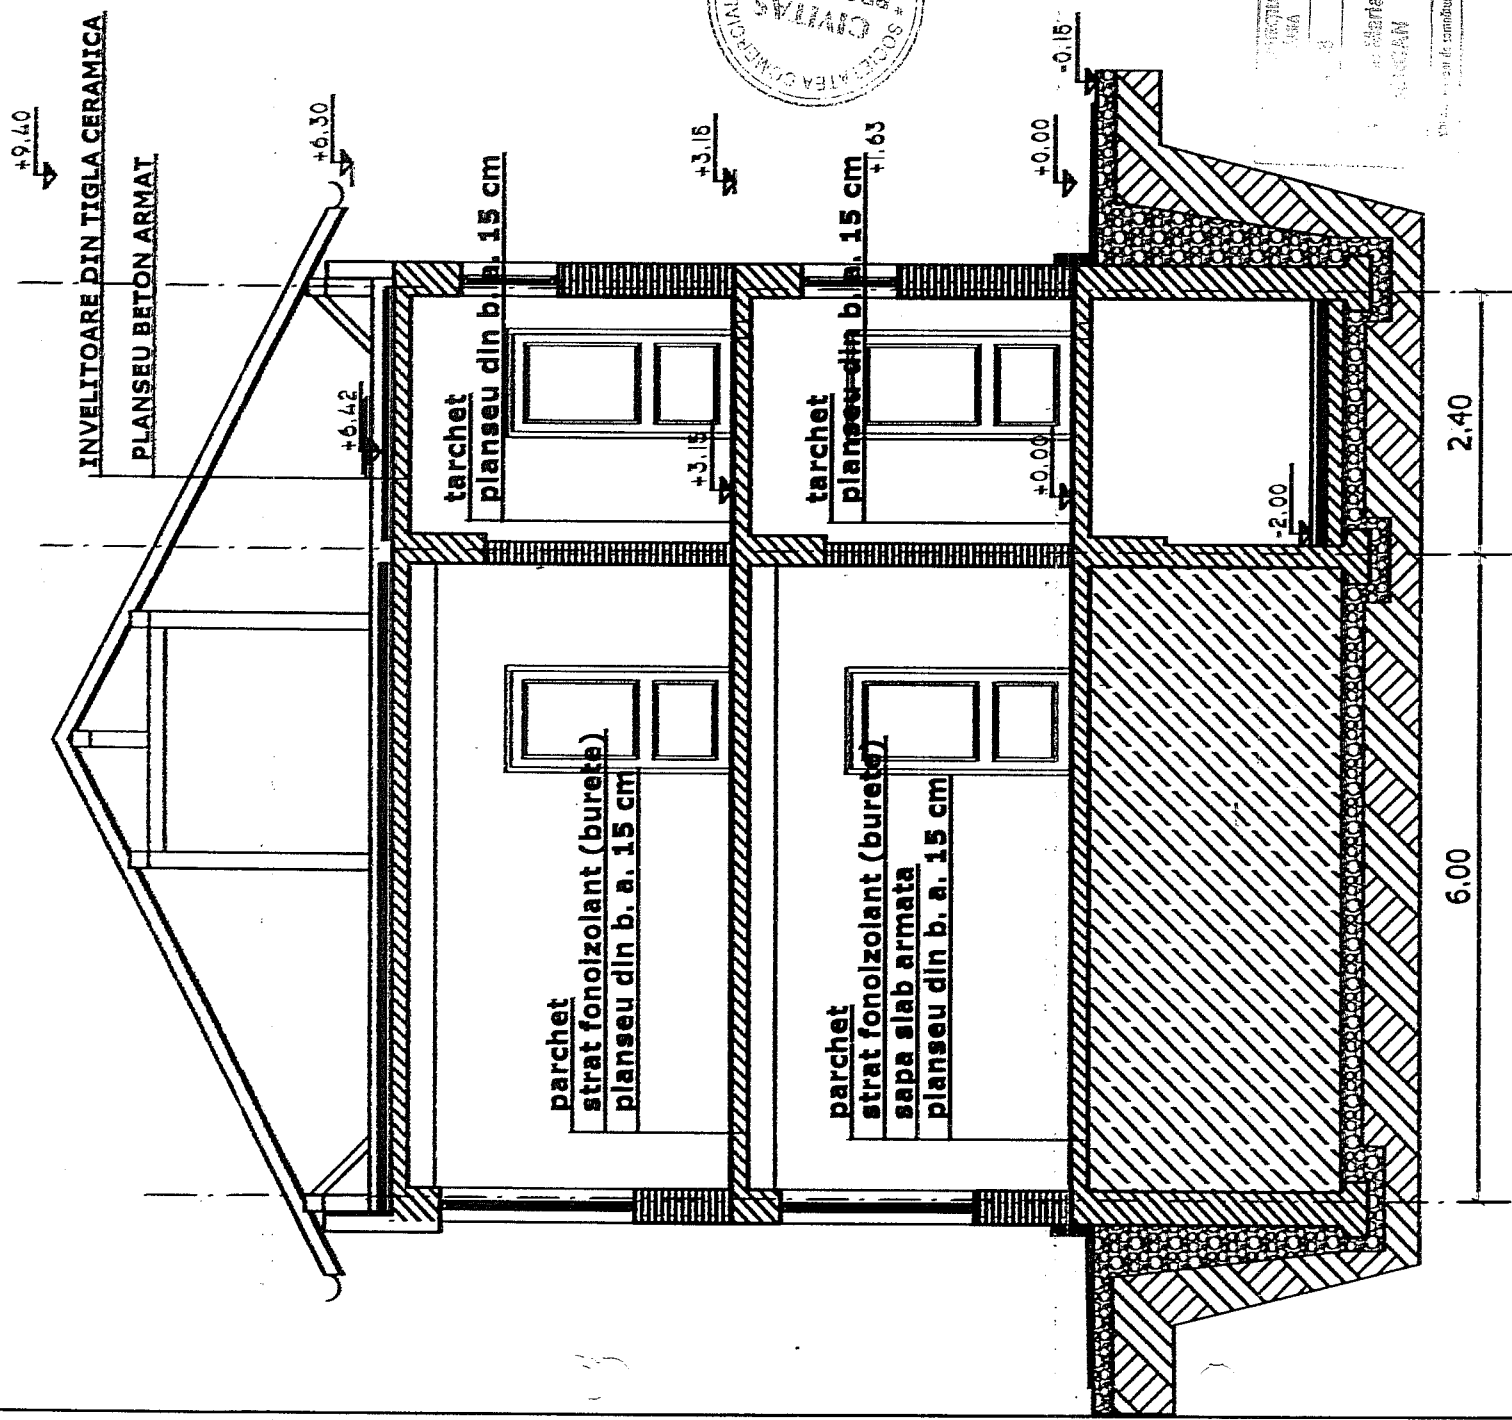 +9.40
INVELITOARE DIN TIGLA CERAMICA
PLANSEU BETON ARMAT
+6.30
+6.42
tarchet
planseu din b. a. 15 cm
+3.15
+3.15
parchet
strat fonoizolant (burete)
planseu din b. a. 15 cm
tarchet
planseu din b. a. 15 cm
+1.63
+0.00
+0.00
parchet
strat fonoizolant (burete)
sapa slab armata
planseu din b. a. 15 cm
-0.15
-2.00
6.00
2.40
SOCIETATEA
CIVITAS